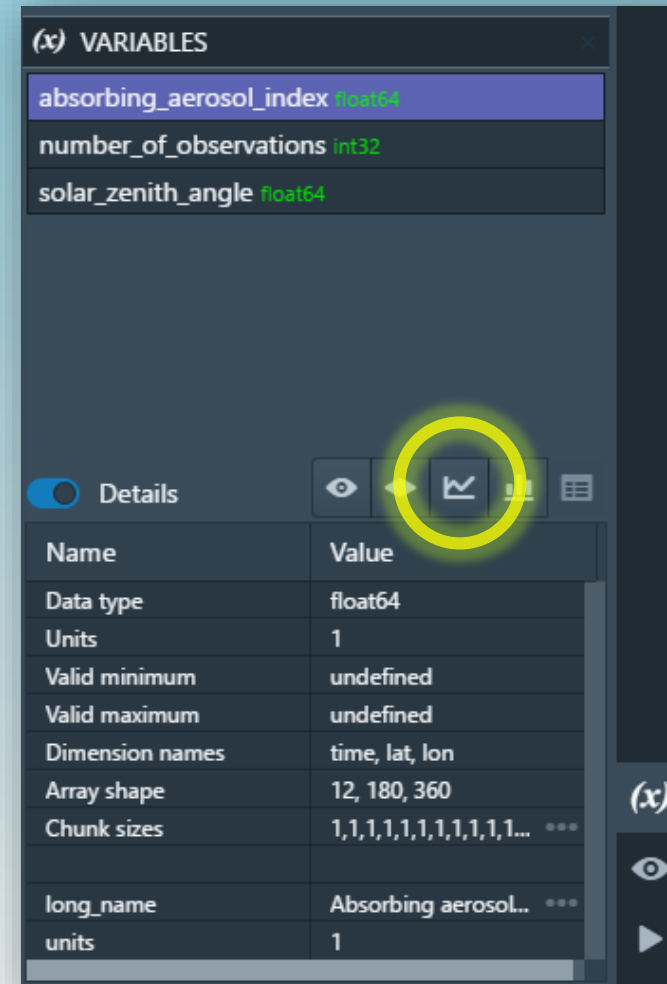 (x) VARIABLES
absorbing_aerosol_index float64
number_of_observations int32
solar_zenith_angle float64
Details
Name Value
Data type float64
Units 1
Valid minimum undefined
Valid maximum undefined
Dimension names time, lat, lon
Array shape 12, 180, 360
Chunk sizes 1,1,1,1,1,1,1,1,1,1,1... •••
long_name Absorbing aerosol... •••
units 1
(x)